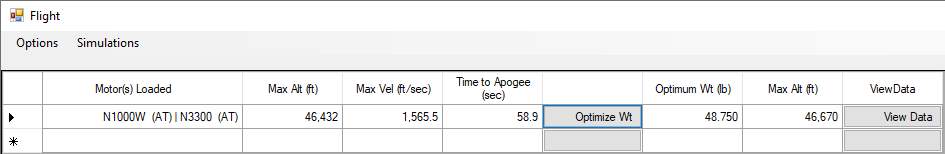 Flight
Options Simulations
Motor(s) Loaded Max Alt (ft) Max Vel (ft/sec) Time to Apogee (sec) Optimum Wt (lb) Max Alt (ft) ViewData
N1000W (AT) | N3300 (AT) 46,432 1,565.5 58.9 Optimize Wt 48.750 46,670 View Data